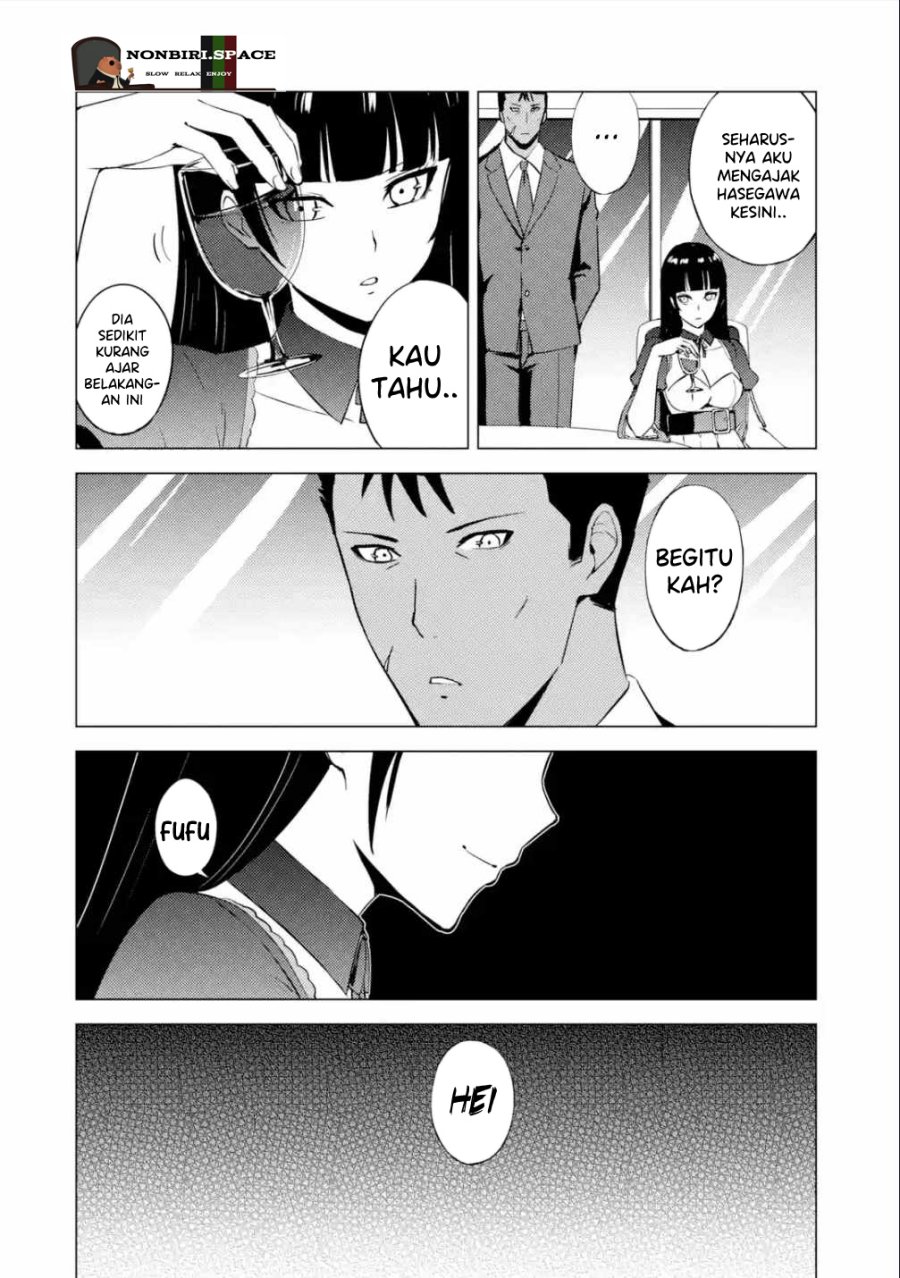 NONBIRI.SPACE
SLOW RELAX ENJOY
SEHARUS-
NYA AKU
MENGAJAK
HASEGAWA
KESINI..
...
KAU
TAHU..
DIA
SEDIKIT
KURANG
AJAR
BELAKANG-
AN INI
BEGITU
KAH?
FUFU
HEI